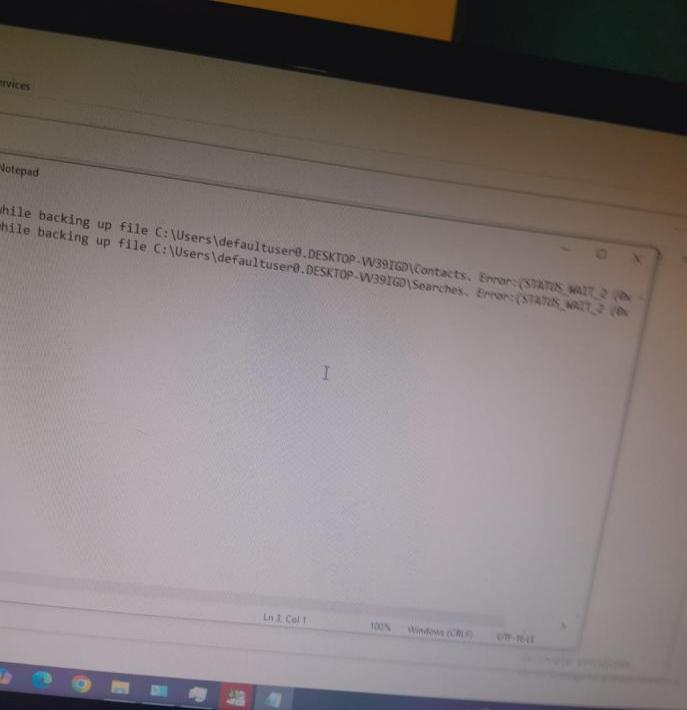 ervices
Notepad
hile backing up file C:\Users\defaultuser0.DESKTOP-VV39IGD\Contacts. Error:(STATUS_WAIT_2 (0x
hile backing up file C:\Users\defaultuser0.DESKTOP-VV39IGD\Searches. Error:(STATUS_WAIT_2 (0x
Ln 3, Col 1
100%
Windows (CRLF)
UTF-16 LE